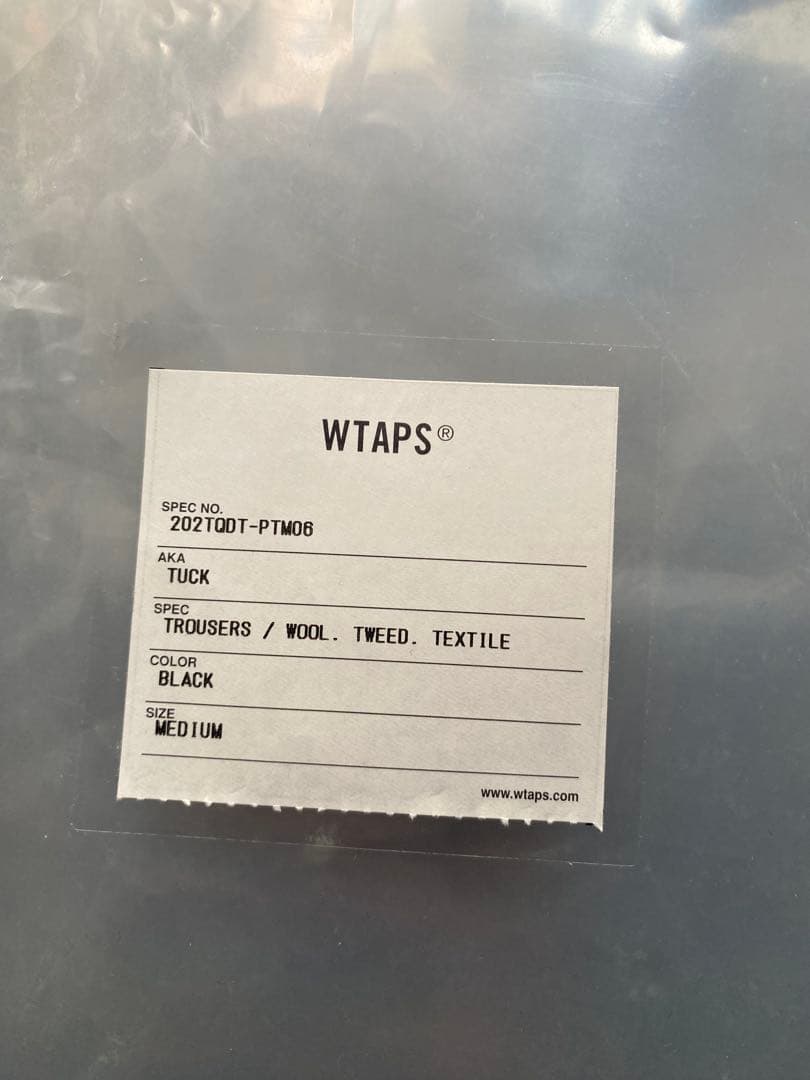 WTAPS®
SPEC NO.
202TQDT-PTM06
AKA
TUCK
SPEC
TROUSERS / WOOL. TWEED. TEXTILE
COLOR
BLACK
SIZE
MEDIUM
www.wtaps.com